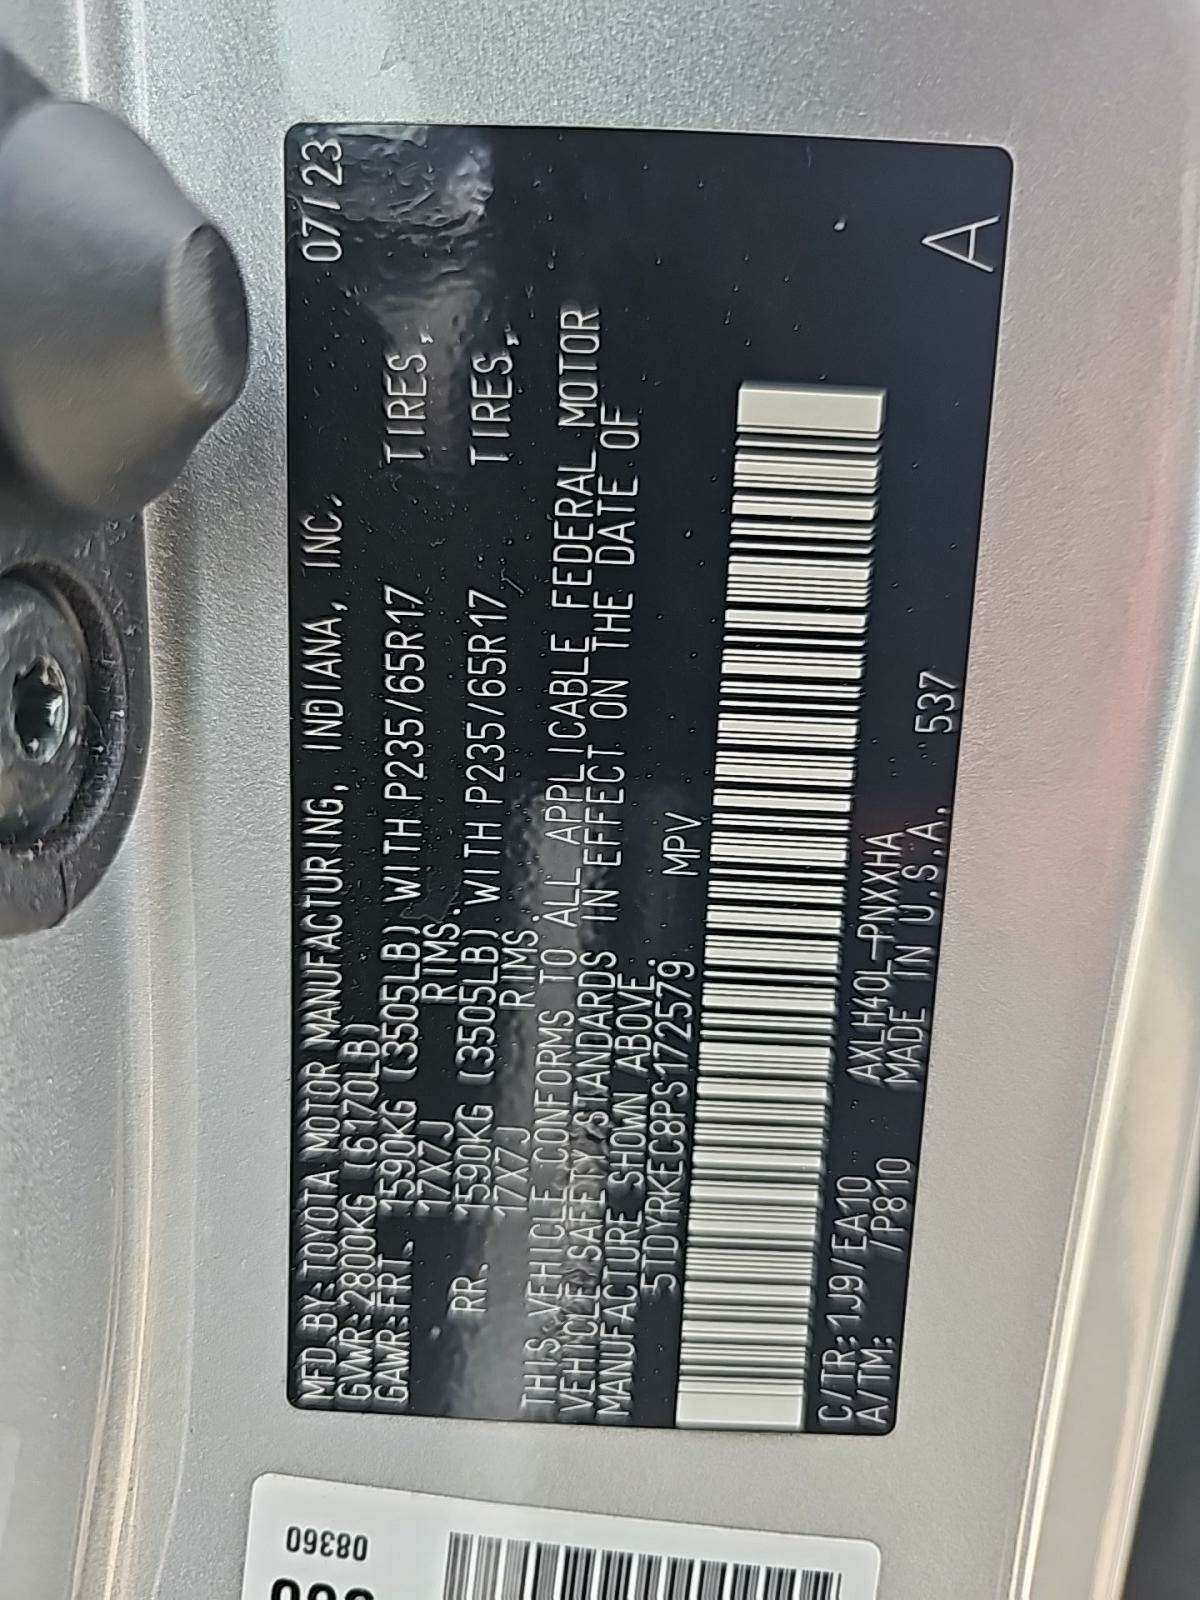 MFD.BY:TOYOTA MOTOR MANUFACTURING, INDIANA, INC. 07/23
GVWR:2800KG (6170LB)
GAWR:FRT. 1590KG (3505LB) WITH P235/65R17 TIRES,
17X7J RIMS.
RR. 1590KG (3505LB) WITH P235/65R17 TIRES,
17X7J RIMS.
THIS VEHICLE CONFORMS TO ALL APPLICABLE FEDERAL MOTOR
VEHICLE SAFETY STANDARDS IN EFFECT ON THE DATE OF
MANUFACTURE SHOWN ABOVE.
5TDYRKEC8PS172579 MPV
C/TR:1J9/EA10 AXLH40L-PNXXHA
A/TM: /P810 MADE IN U.S.A. 537
A
08360